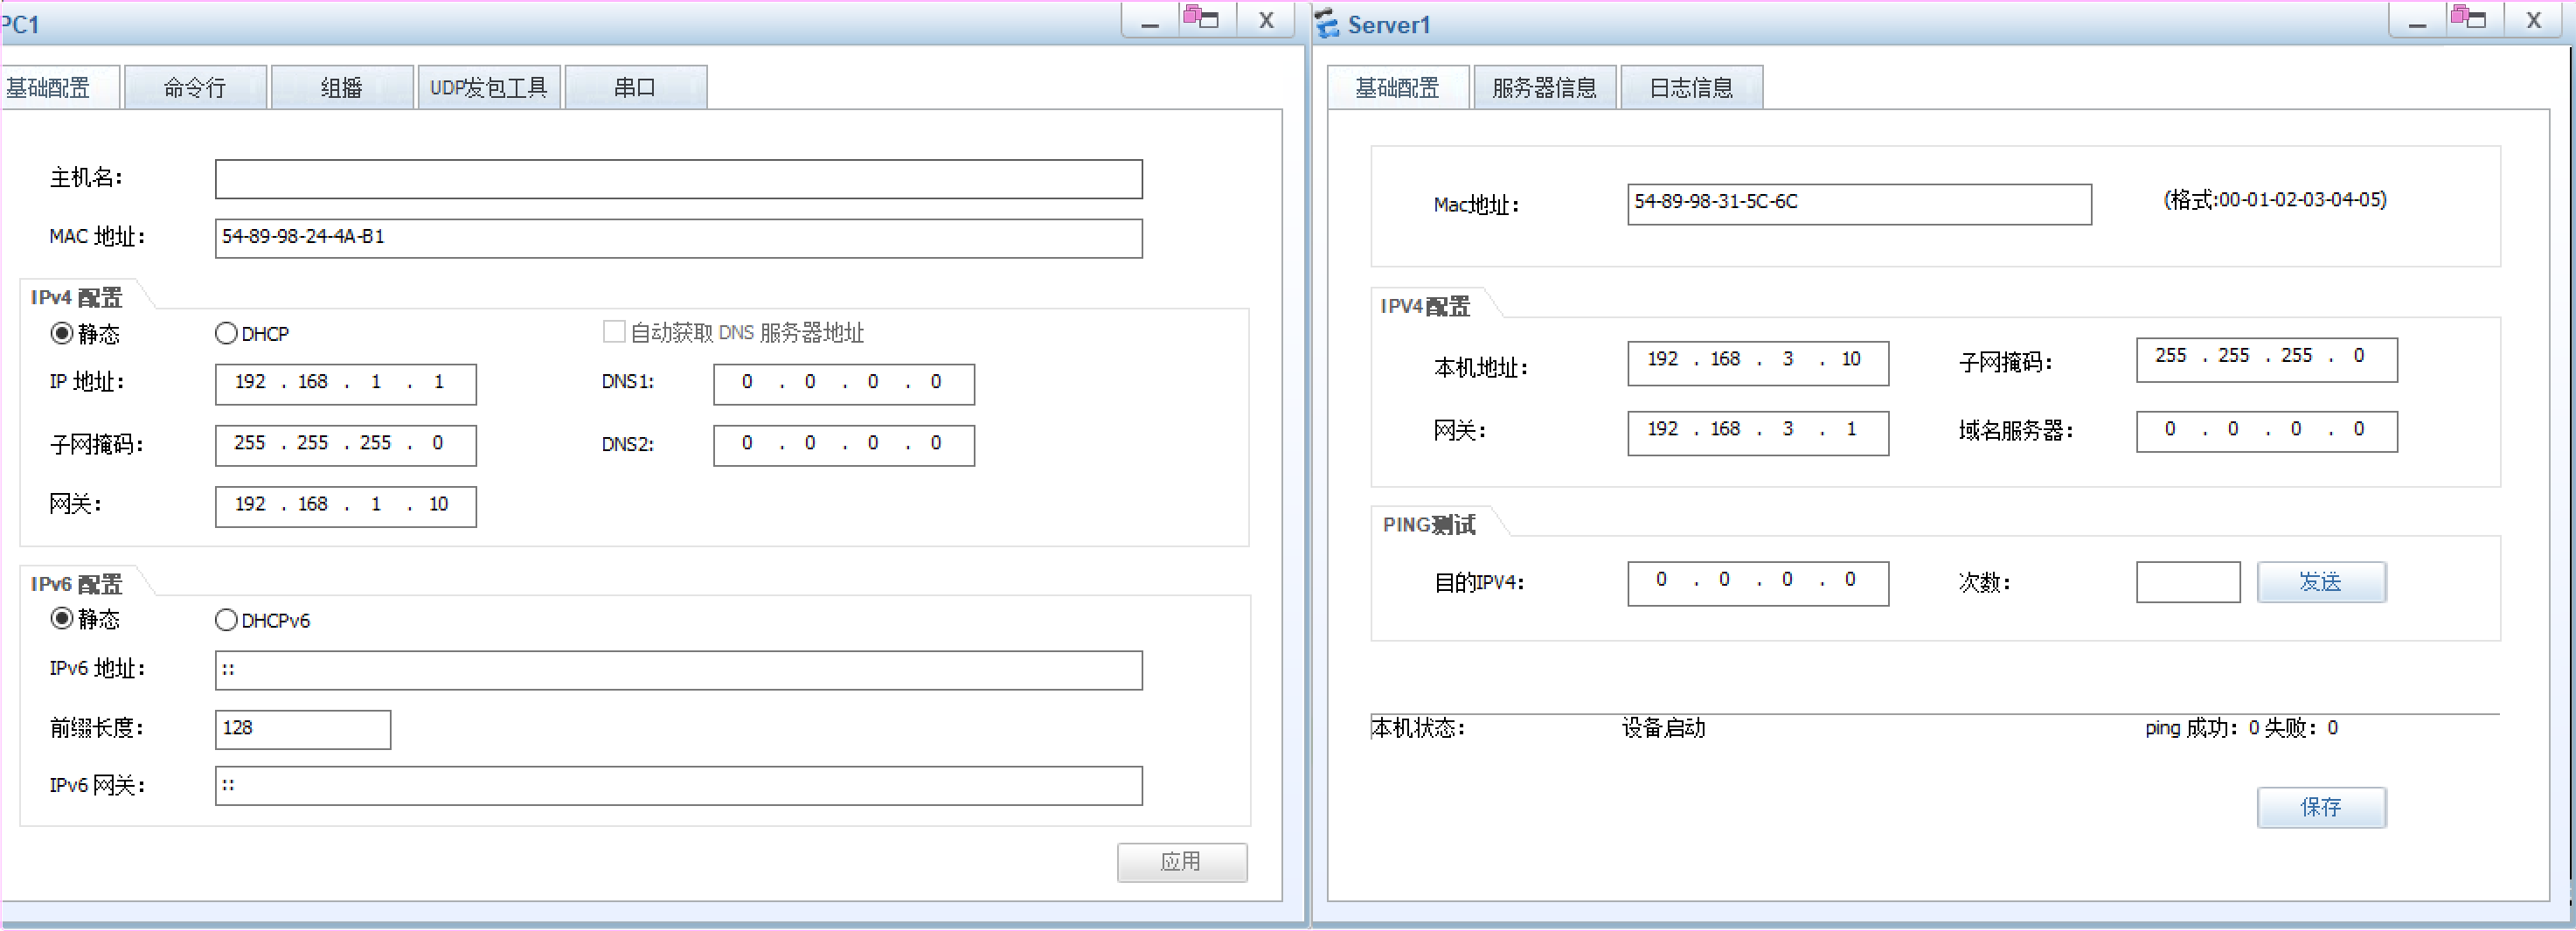 PC1
基础配置 命令行 组播 UDP发包工具 串口
主机名：
MAC 地址： 54-89-98-24-4A-B1
IPv4 配置
静态 DHCP 自动获取 DNS 服务器地址
IP 地址： 192 . 168 . 1 . 1 DNS1: 0 . 0 . 0 . 0
子网掩码： 255 . 255 . 255 . 0 DNS2: 0 . 0 . 0 . 0
网关： 192 . 168 . 1 . 10
IPv6 配置
静态 DHCPv6
IPv6 地址： ::
前缀长度： 128
IPv6 网关： ::
应用
Server1
基础配置 服务器信息 日志信息
Mac地址： 54-89-98-31-5C-6C (格式:00-01-02-03-04-05)
IPV4配置
本机地址： 192 . 168 . 3 . 10 子网掩码： 255 . 255 . 255 . 0
网关： 192 . 168 . 3 . 1 域名服务器： 0 . 0 . 0 . 0
PING测试
目的IPV4： 0 . 0 . 0 . 0 次数： 发送
本机状态： 设备启动 ping 成功：0 失败：0
保存